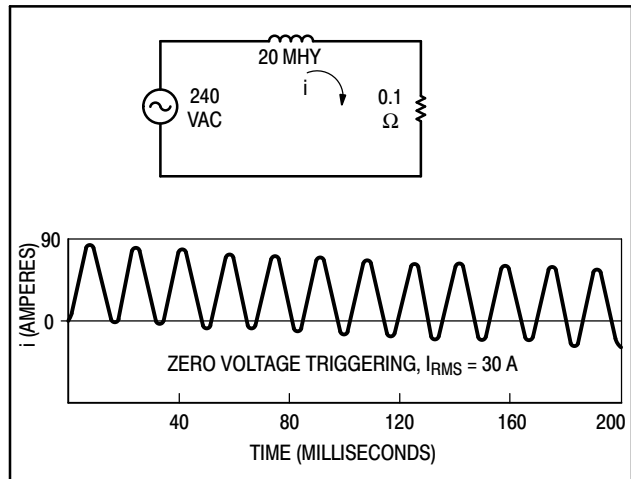 20 MHY
i
240
VAC
0.1
Ω
i (AMPERES)
90
0
ZERO VOLTAGE TRIGGERING, IRMS = 30 A
40
80
120
160
200
TIME (MILLISECONDS)